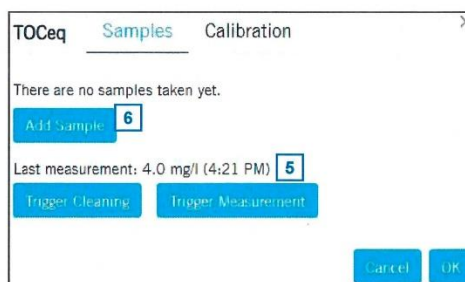 TOCeq Samples Calibration
There are no samples taken yet.
Add Sample 6
Last measurement: 4.0 mg/l (4:21 PM) 5
Trigger Cleaning Trigger Measurement
Cancel OK